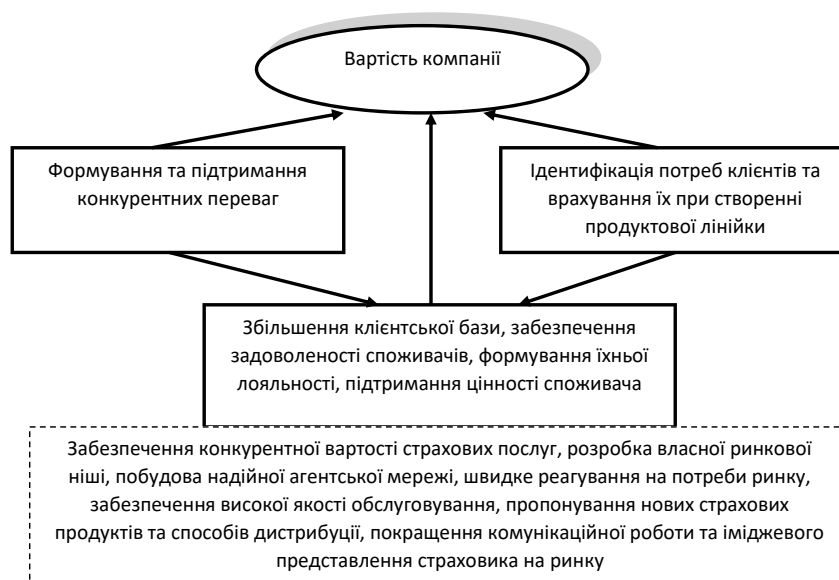 Вартість компанії
Формування та підтримання
конкурентних переваг
Ідентифікація потреб клієнтів та
врахування їх при створенні
продуктової лінійки
Збільшення клієнтської бази, забезпечення
задоволеності споживачів, формування їхньої
лояльності, підтримання цінності споживача
Забезпечення конкурентної вартості страхових послуг, розробка власної ринкової
ніші, побудова надійної агентської мережі, швидке реагування на потреби ринку,
забезпечення високої якості обслуговування, пропонування нових страхових
продуктів та способів дистрибуції, покращення комунікаційної роботи та іміджевого
представлення страховика на ринку